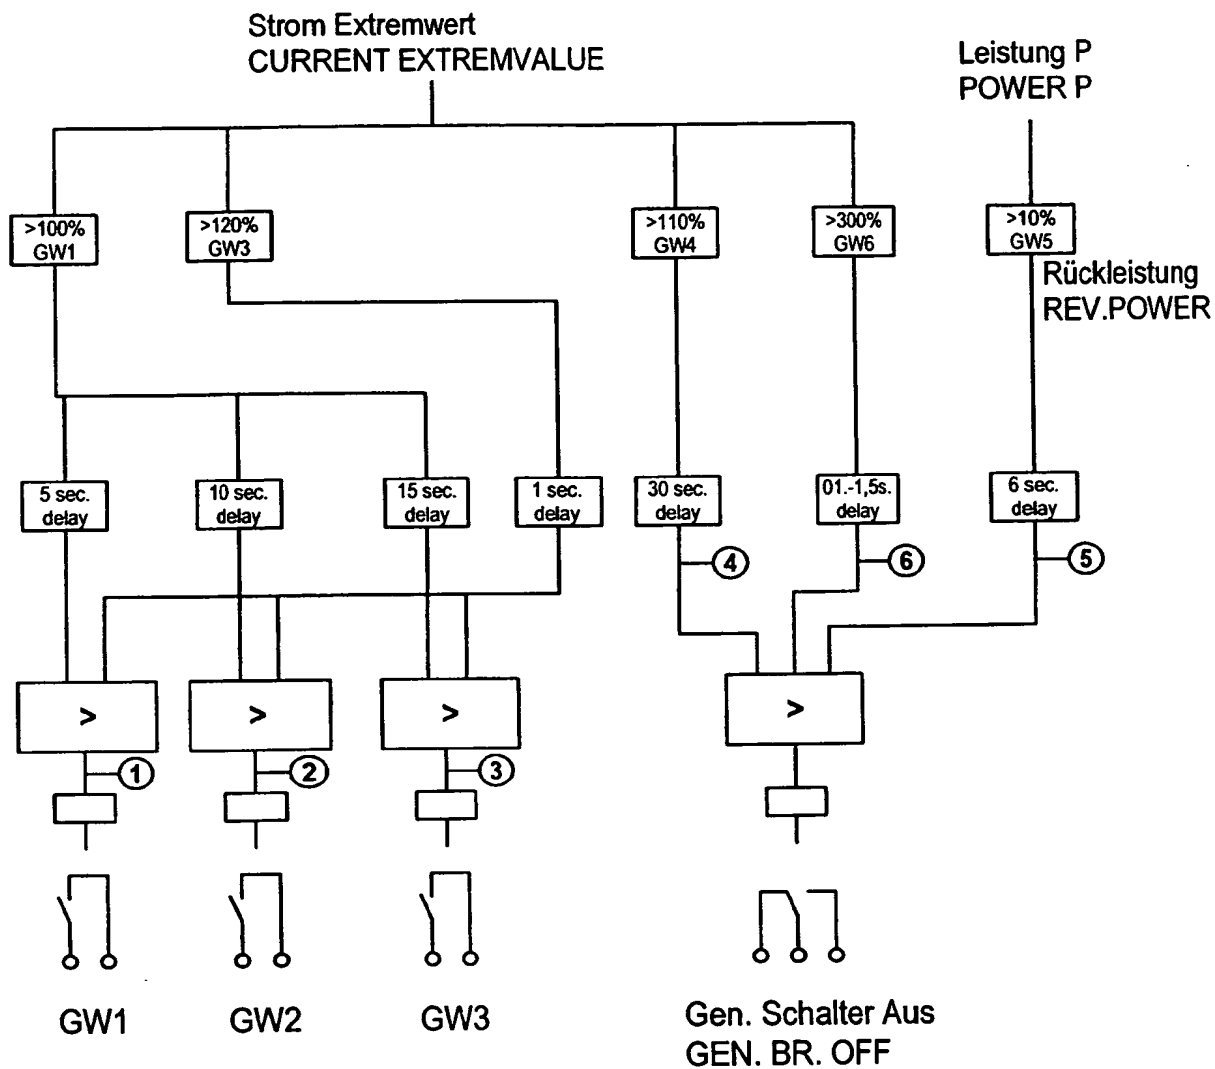 Strom Extremwert
CURRENT EXTREMVALUE
Leistung P
POWER P
>100%
GW1
>120%
GW3
>110%
GW4
>300%
GW6
>10%
GW5
Rückleistung
REV.POWER
5 sec.
delay
10 sec.
delay
15 sec.
delay
1 sec.
delay
30 sec.
delay
01.-1,5s.
delay
6 sec.
delay
4
6
5
>
>
>
>
1
2
3
GW1
GW2
GW3
Gen. Schalter Aus
GEN. BR. OFF